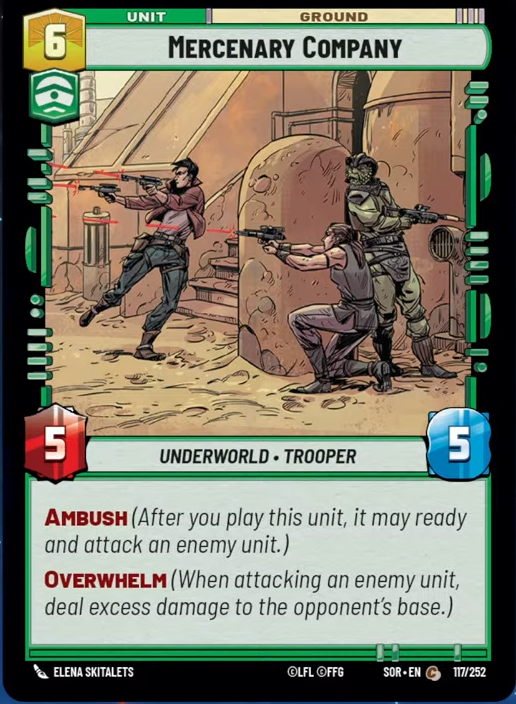 UNIT
GROUND
6
MERCENARY COMPANY
5
UNDERWORLD • TROOPER
5
AMBUSH (After you play this unit, it may ready
and attack an enemy unit.)
OVERWHELM (When attacking an enemy unit,
deal excess damage to the opponent's base.)
ELENA SKITALETS
©LFL ©FFG
SOR • EN
C
117/252